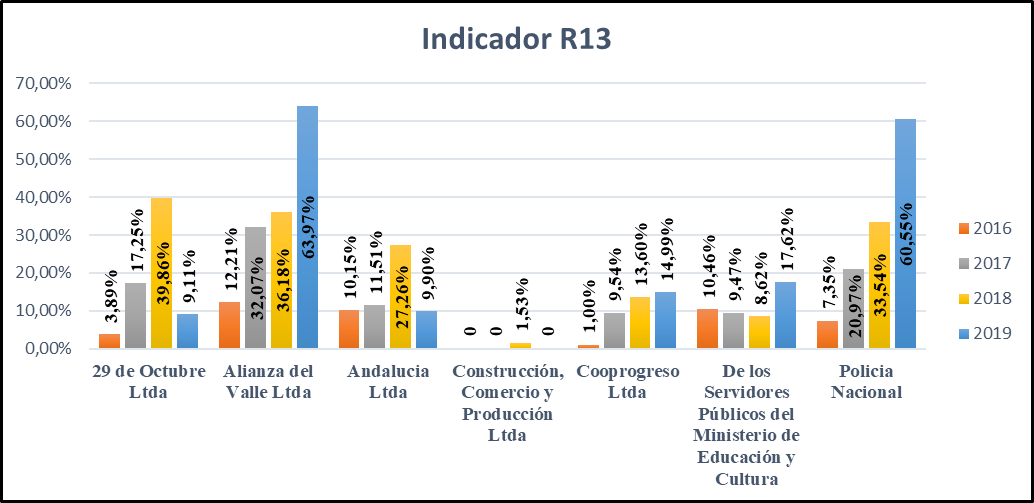 Indicador R13
70,00%
60,00%
50,00%
40,00%
30,00%
20,00%
10,00%
0,00%
3,89%
17,25%
39,86%
9,11%
12,21%
32,07%
36,18%
63,97%
10,15%
11,51%
27,26%
9,90%
0
0
1,53%
0
1,00%
9,54%
13,60%
14,99%
10,46%
9,47%
8,62%
17,62%
7,35%
20,97%
33,54%
60,55%
29 de Octubre
Ltda
Alianza del
Valle Ltda
Andalucia
Ltda
Construcción,
Comercio y
Producción
Ltda
Cooprogreso
Ltda
De los
Servidores
Públicos del
Ministerio de
Educación y
Cultura
Policia
Nacional
2016
2017
2018
2019